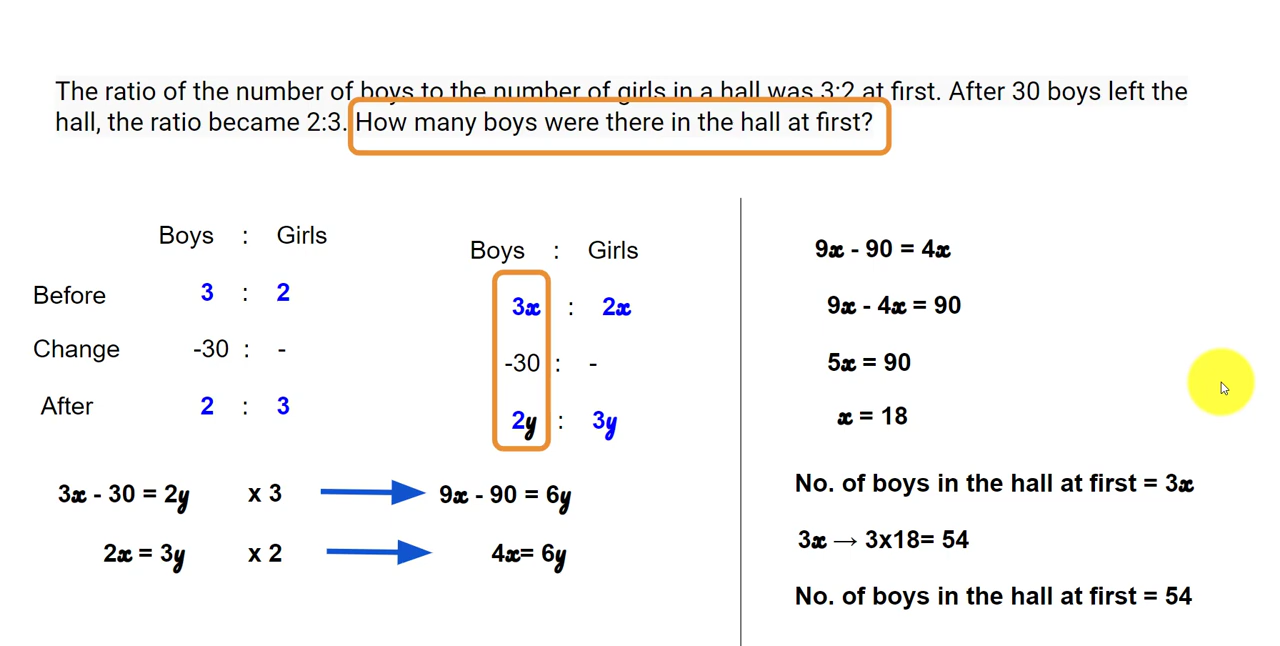 The ratio of the number of boys to the number of girls in a hall was 3:2 at first. After 30 boys left the
hall, the ratio became 2:3. How many boys were there in the hall at first?
Boys : Girls
Before 3 : 2
Change -30 : -
After 2 : 3
Boys : Girls
3x : 2x
-30 : -
2y : 3y
3x - 30 = 2y x 3 9x - 90 = 6y
2x = 3y x 2 4x= 6y
9x - 90 = 4x
9x - 4x = 90
5x = 90
x = 18
No. of boys in the hall at first = 3x
3x → 3x18= 54
No. of boys in the hall at first = 54